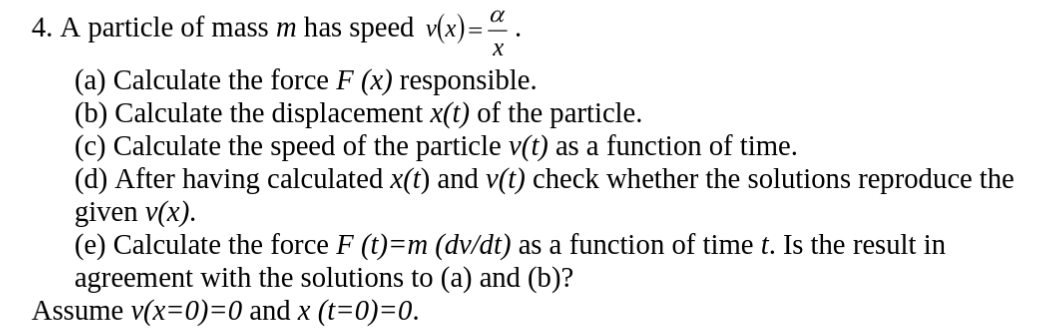 4. A particle of mass m has speed v(x)= α/x .
(a) Calculate the force F (x) responsible.
(b) Calculate the displacement x(t) of the particle.
(c) Calculate the speed of the particle v(t) as a function of time.
(d) After having calculated x(t) and v(t) check whether the solutions reproduce the
given v(x).
(e) Calculate the force F (t)=m (dv/dt) as a function of time t. Is the result in
agreement with the solutions to (a) and (b)?
Assume v(x=0)=0 and x (t=0)=0.